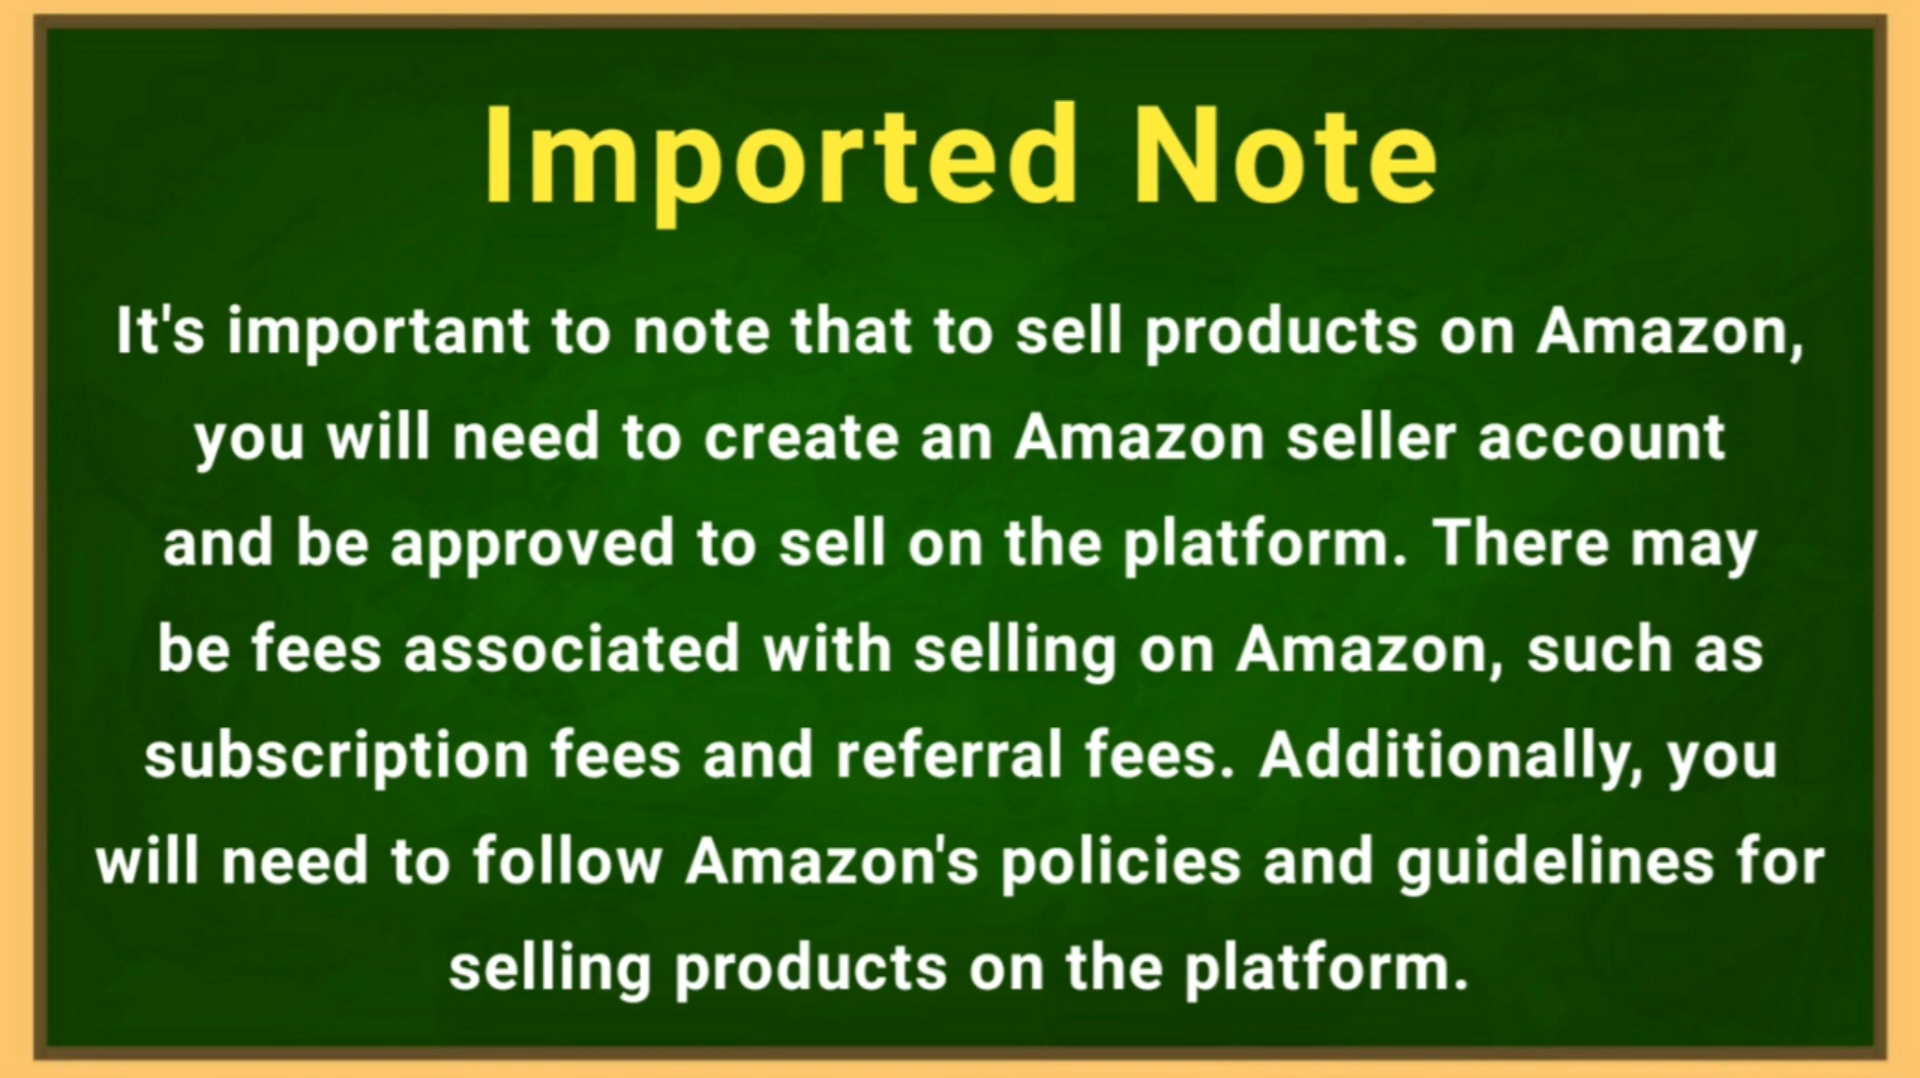 Imported Note
It's important to note that to sell products on Amazon,
you will need to create an Amazon seller account
and be approved to sell on the platform. There may
be fees associated with selling on Amazon, such as
subscription fees and referral fees. Additionally, you
will need to follow Amazon's policies and guidelines for
selling products on the platform.